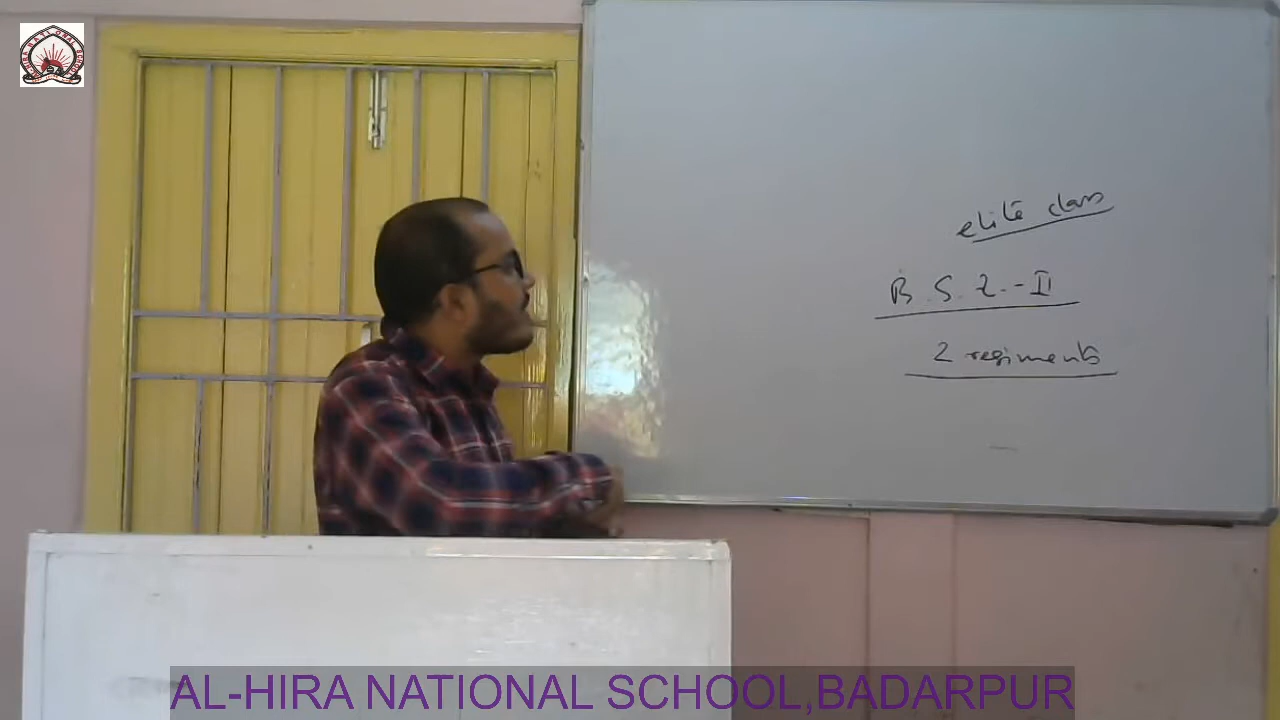 elite class
B.S.Z.-II
2 regiments
AL-HIRA NATIONAL SCHOOL,BADARPUR